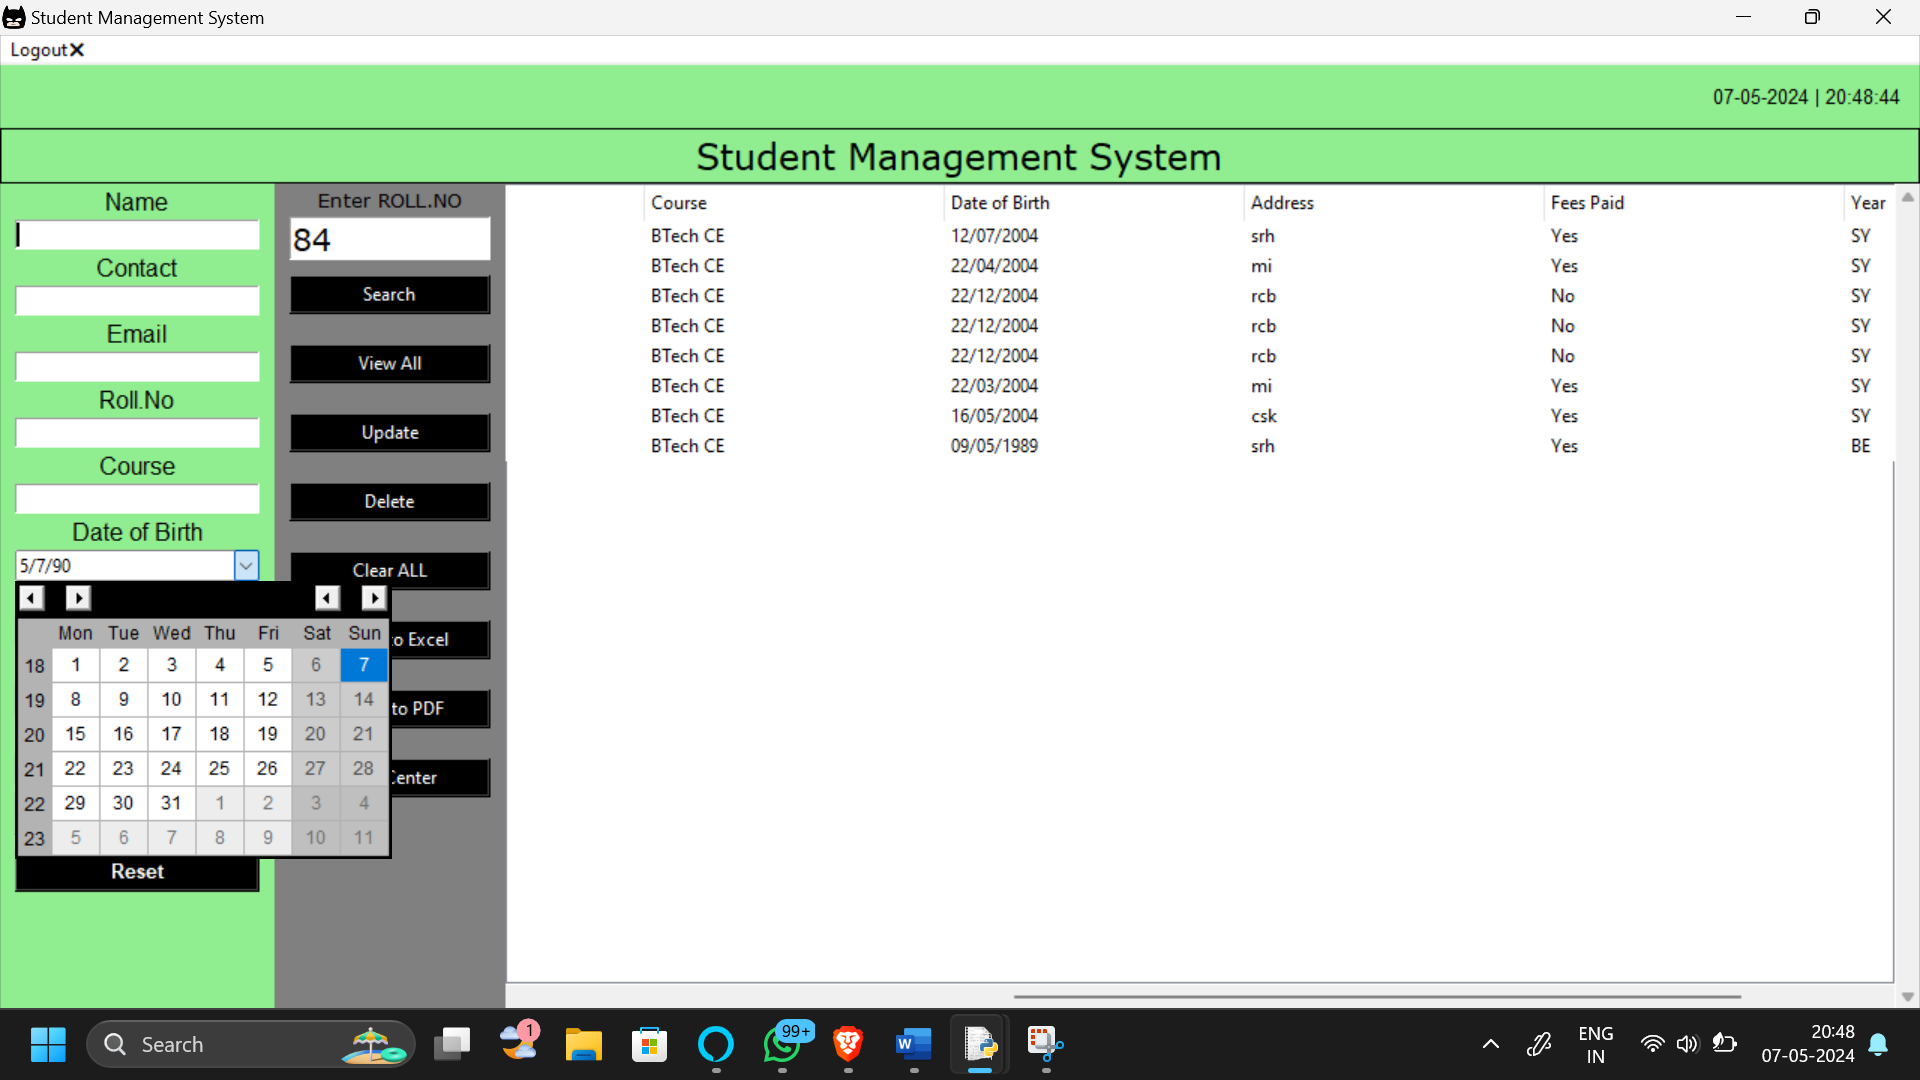 Student Management System
Logout✕
07-05-2024 | 20:48:44
Student Management System
Name
Contact
Email
Roll.No
Course
Date of Birth
5/7/90
Mon Tue Wed Thu Fri Sat Sun
18 1 2 3 4 5 6 7
19 8 9 10 11 12 13 14
20 15 16 17 18 19 20 21
21 22 23 24 25 26 27 28
22 29 30 31 1 2 3 4
23 5 6 7 8 9 10 11
Reset
Enter ROLL.NO
84
Search
View All
Update
Delete
Clear ALL
to Excel
to PDF
Center
Course Date of Birth Address Fees Paid Year
BTech CE 12/07/2004 srh Yes SY
BTech CE 22/04/2004 mi Yes SY
BTech CE 22/12/2004 rcb No SY
BTech CE 22/12/2004 rcb No SY
BTech CE 22/12/2004 rcb No SY
BTech CE 22/03/2004 mi Yes SY
BTech CE 16/05/2004 csk Yes SY
BTech CE 09/05/1989 srh Yes BE
Search
1
99+
W
ENG
IN
20:48
07-05-2024